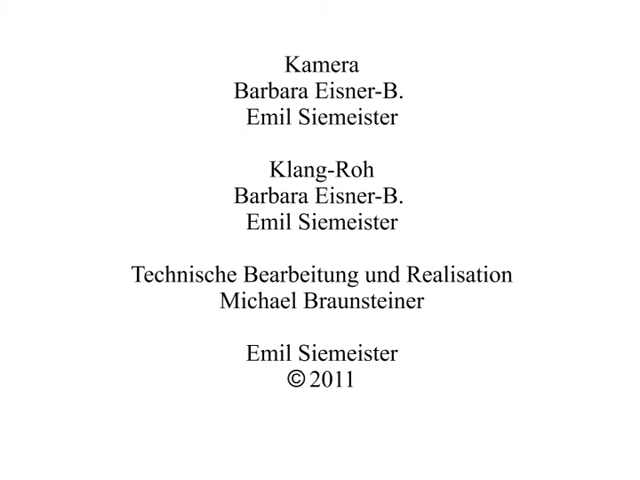 Kamera
Barbara Eisner-B.
Emil Siemeister
Klang-Roh
Barbara Eisner-B.
Emil Siemeister
Technische Bearbeitung und Realisation
Michael Braunsteiner
Emil Siemeister
© 2011